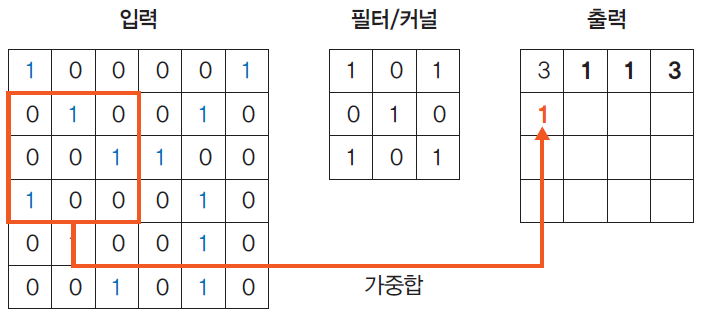 입력 필터/커널 출력
1 0 0 0 0 1 1 0 1 3 1 1 3
0 1 0 0 1 0 0 1 0 1
0 0 1 1 0 0 1 0 1
1 0 0 0 1 0
0 1 0 0 1 0
0 0 1 0 1 0 가중합